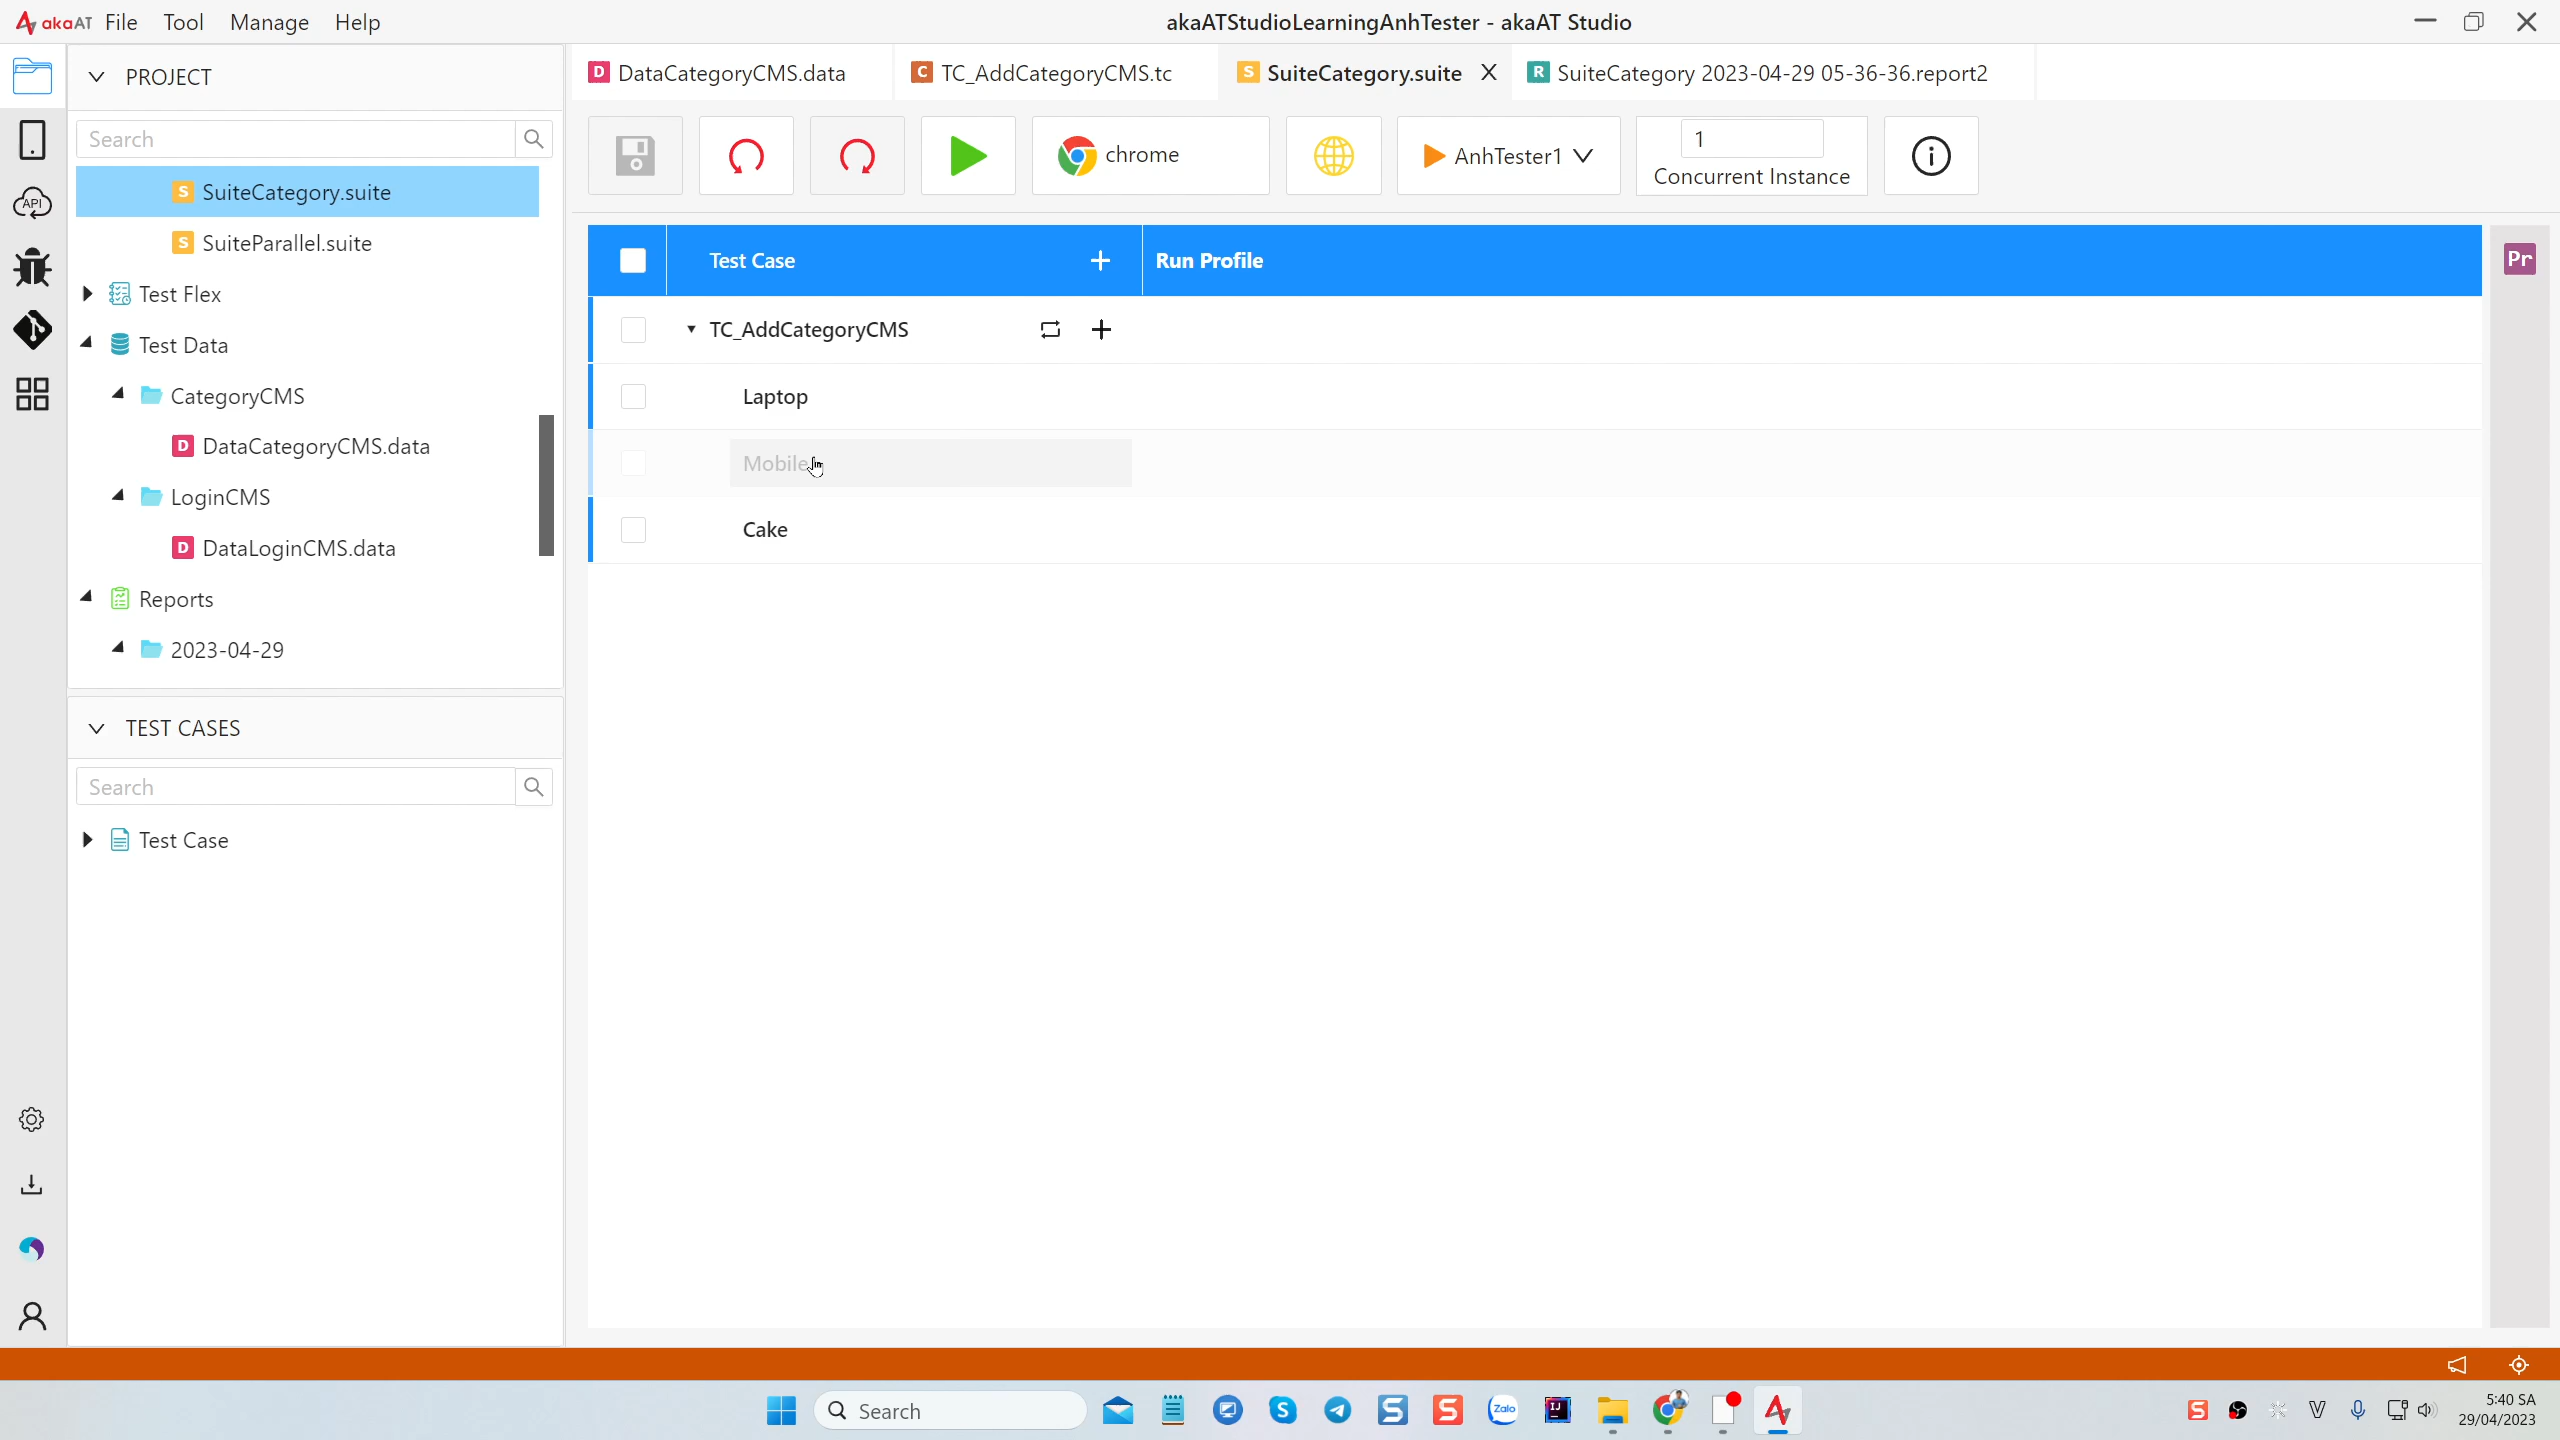 akaAT File Tool Manage Help akaATStudioLearningAnhTester - akaAT Studio
PROJECT
D DataCategoryCMS.data C TC_AddCategoryCMS.tc S SuiteCategory.suite R SuiteCategory 2023-04-29 05-36-36.report2
Search
chrome
AnhTester1
1
Concurrent Instance
API
S SuiteCategory.suite
S SuiteParallel.suite
Test Flex
Test Data
CategoryCMS
D DataCategoryCMS.data
LoginCMS
D DataLoginCMS.data
Reports
2023-04-29
Test Case Run Profile
Pr
TC_AddCategoryCMS
Laptop
Mobile
Cake
TEST CASES
Search
Test Case
Search
S
S
S
Zalo
IJ
S
V
5:40 SA
29/04/2023